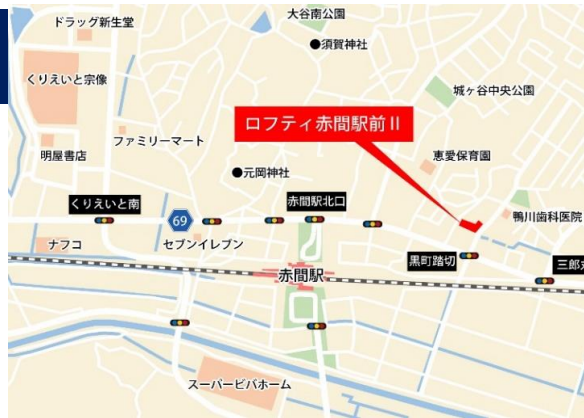 大谷南公園
ドラッグ新生堂
●須賀神社
くりえいと宗像
城ヶ谷中央公園
ロフティ赤間駅前Ⅱ
ファミリーマート
明屋書店
恵愛保育園
●元岡神社
くりえいと南
69
赤間駅北口
鴨川歯科医院
ナフコ
セブンイレブン
黒町踏切
三郎丸
赤間駅
スーパービバホーム